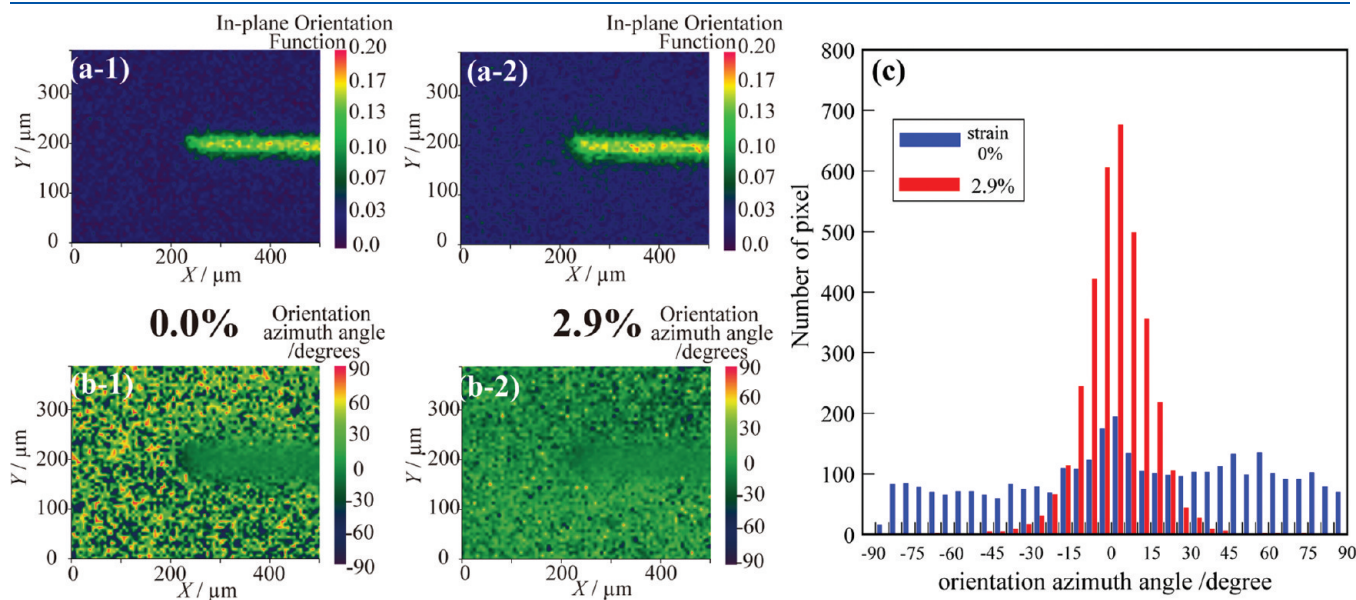 In-plane Orientation
Function
(a-1)
0.20
0.17
0.13
0.10
0.07
0.03
0.0
300
200
100
0
Y / µm
0
200
400
X / µm
In-plane Orientation
Function
(a-2)
0.20
0.17
0.13
0.10
0.07
0.03
0.0
300
200
100
0
Y / µm
0
200
400
X / µm
0.0%
Orientation
azimuth angle
/degrees
(b-1)
90
60
30
0
-30
-60
-90
300
200
100
0
Y / µm
0
200
400
X / µm
2.9%
Orientation
azimuth angle
/degrees
(b-2)
90
60
30
0
-30
-60
-90
300
200
100
0
Y / µm
0
200
400
X / µm
(c)
strain
0%
2.9%
800
700
600
500
400
300
200
100
0
Number of pixel
-90 -75 -60 -45 -30 -15 0 15 30 45 60 75 90
orientation azimuth angle /degree